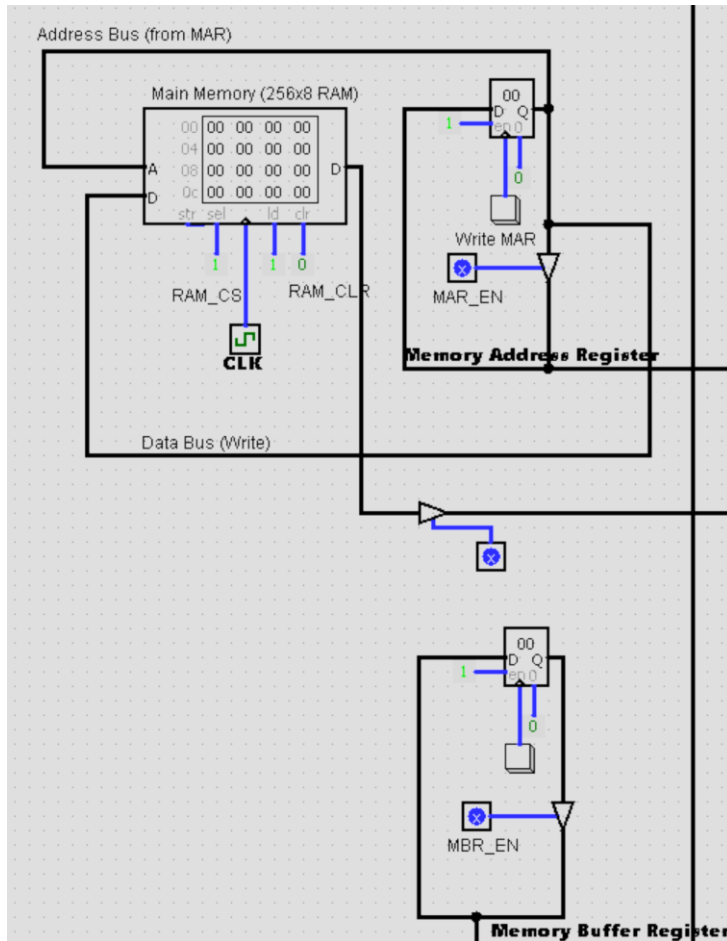 Address Bus (from MAR)
Main Memory (256x8 RAM)
00 00 00 00 00
04 00 00 00 00
08 00 00 00 00
0c 00 00 00 00
A
D
D
str sel ld clr
1 1 0
RAM_CS
RAM_CLR
CLK
00
D Q
en 0
1
0
Write MAR
x
MAR_EN
Memory Address Register
Data Bus (Write)
x
00
D Q
en 0
1
0
x
MBR_EN
Memory Buffer Register